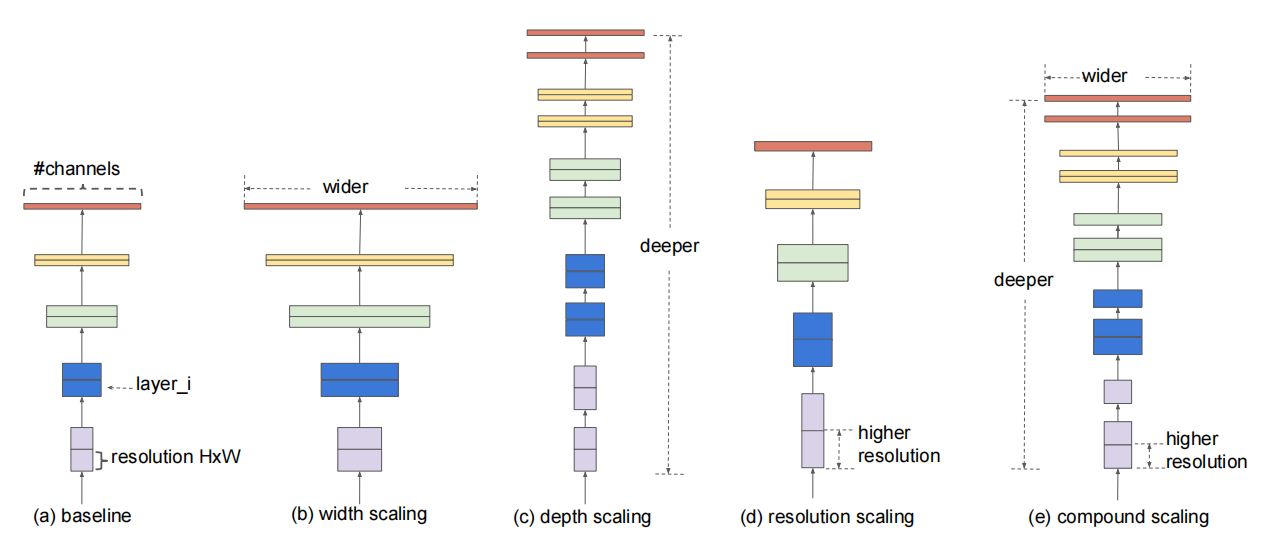 #channels
layer_i
resolution HxW
(a) baseline
wider
(b) width scaling
deeper
(c) depth scaling
higher
resolution
(d) resolution scaling
wider
deeper
higher
resolution
(e) compound scaling